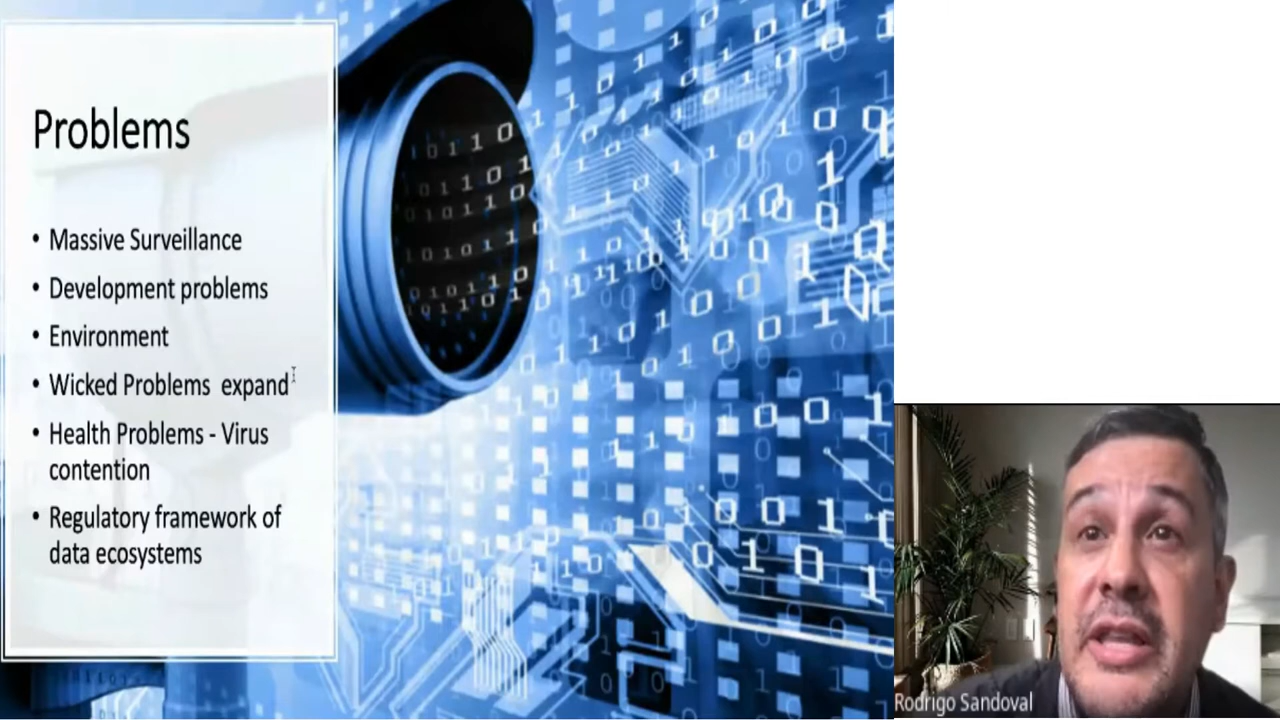 Problems
• Massive Surveillance
• Development problems
• Environment
• Wicked Problems  expand
• Health Problems - Virus
contention
• Regulatory framework of
data ecosystems
Rodrigo Sandoval